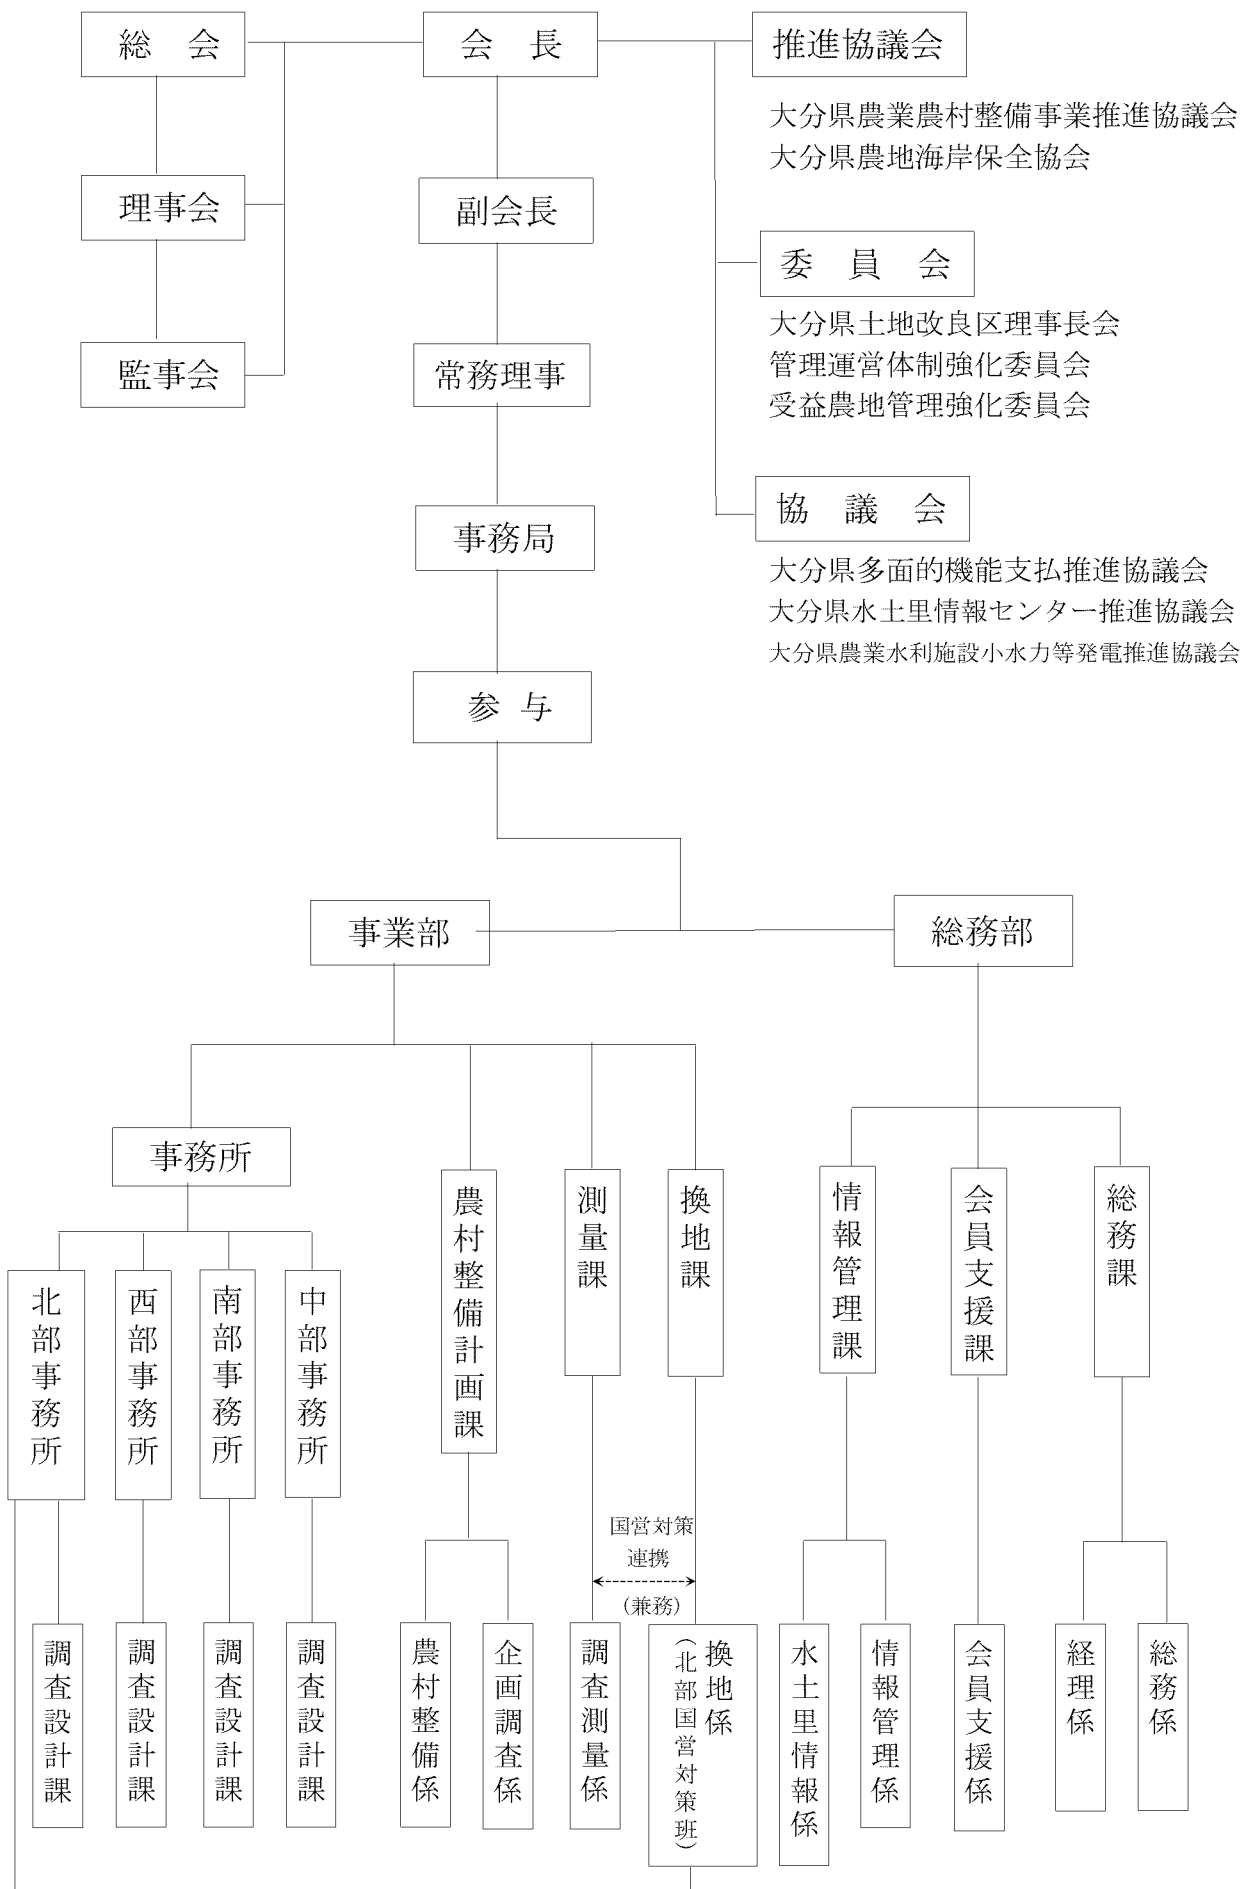 総　会
会　長
推進協議会
大分県農業農村整備事業推進協議会
大分県農地海岸保全協会
理事会
副会長
委　員　会
大分県土地改良区理事長会
管理運営体制強化委員会
受益農地管理強化委員会
監事会
常務理事
協　議　会
大分県多面的機能支払推進協議会
大分県水土里情報センター推進協議会
大分県農業水利施設小水力等発電推進協議会
事務局
参 与
事業部
総務部
事務所
農村整備計画課
測量課
換地課
情報管理課
会員支援課
総務課
北部事務所
西部事務所
南部事務所
中部事務所
国営対策
連携
(兼務)
調査設計課
調査設計課
調査設計課
調査設計課
農村整備係
企画調査係
調査測量係
換地係
(北部国営対策班)
水土里情報係
情報管理係
会員支援係
経理係
総務係